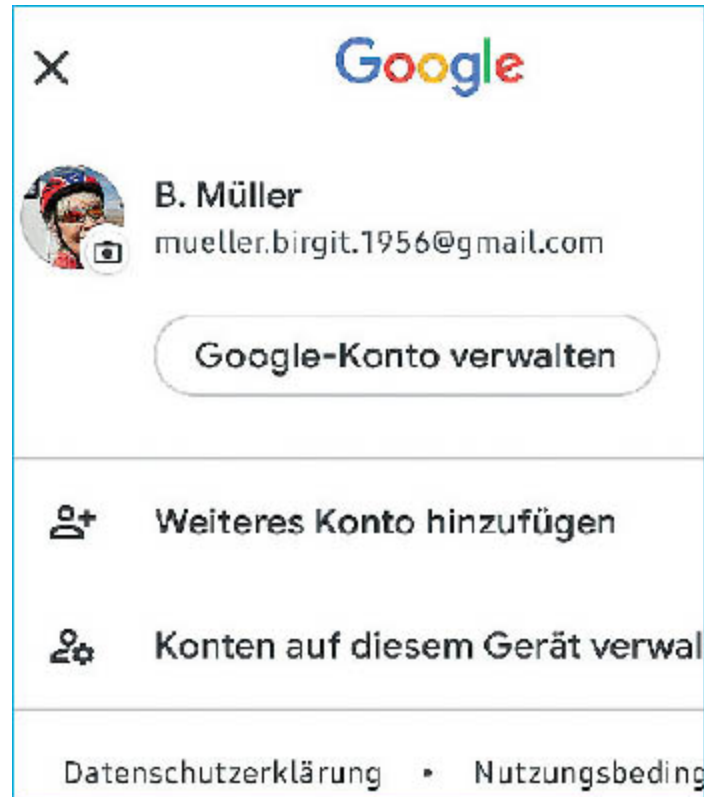 Google
B. Müller
mueller.birgit.1956@gmail.com
Google-Konto verwalten
Weiteres Konto hinzufügen
Konten auf diesem Gerät verwal
Datenschutzerklärung • Nutzungsbeding